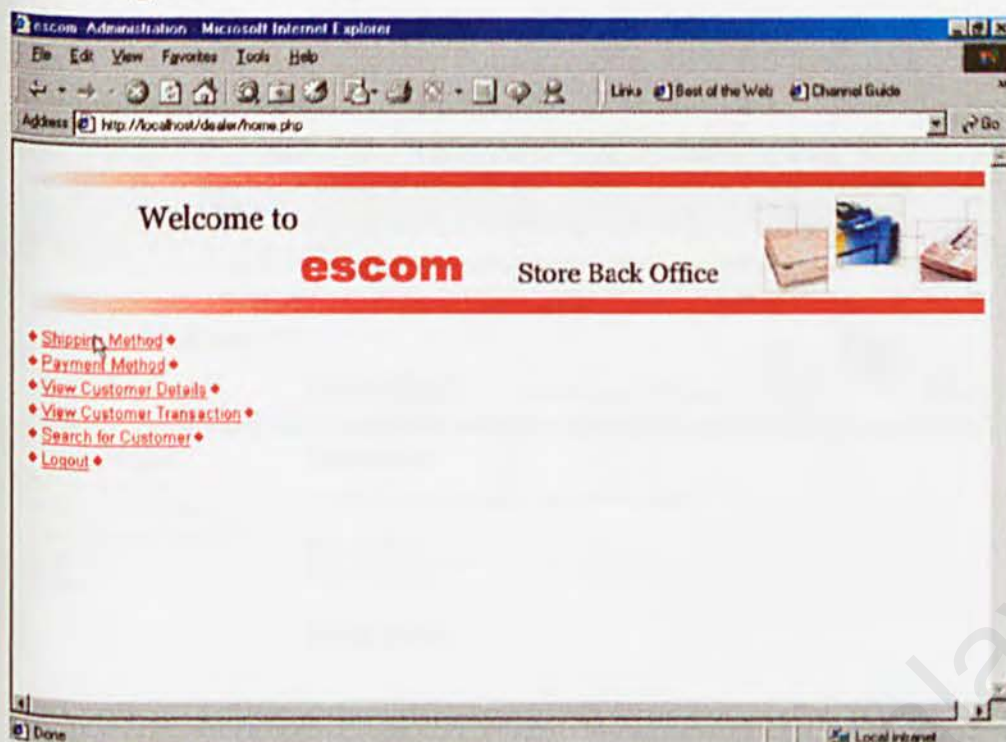 escom - Administration - Microsoft Internet Explorer
File Edit View Favorites Tools Help
Links Best of the Web Channel Guide
Address http://localhost/dealer/home.php Go
Welcome to
escom Store Back Office
Shipping Method
Payment Method
View Customer Details
View Customer Transaction
Search for Customer
Logout
Done Local intranet